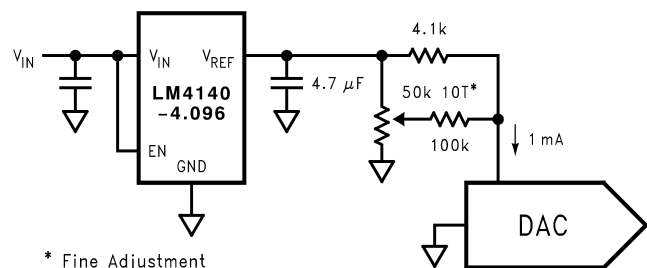 4.1k
V_IN
V_IN
V_REF
4.7 μF
LM4140
-4.096
50k 10T*
100k
1 mA
EN
GND
DAC
* Fine Adjustment